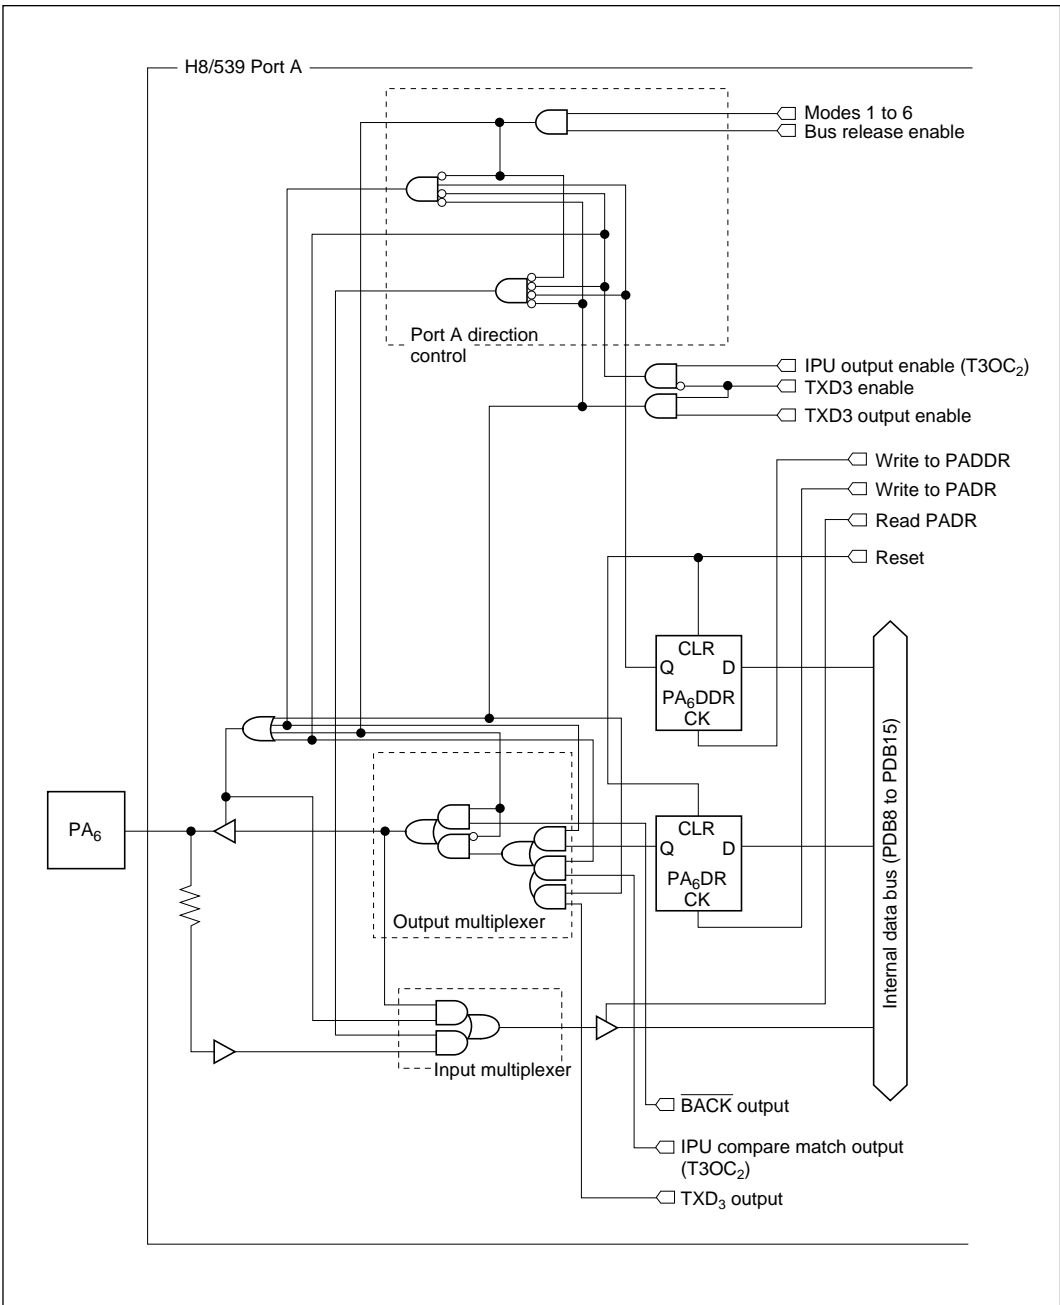 H8/539 Port A
Modes 1 to 6
Bus release enable
Port A direction
control
IPU output enable (T3OC₂)
TXD3 enable
TXD3 output enable
Write to PADDR
Write to PADR
Read PADR
Reset
CLR
Q D
PA₆DDR
CK
Internal data bus (PDB8 to PDB15)
PA₆
CLR
Q D
PA₆DR
CK
Output multiplexer
Input multiplexer
B̅A̅C̅K̅ output
IPU compare match output
(T3OC₂)
TXD₃ output